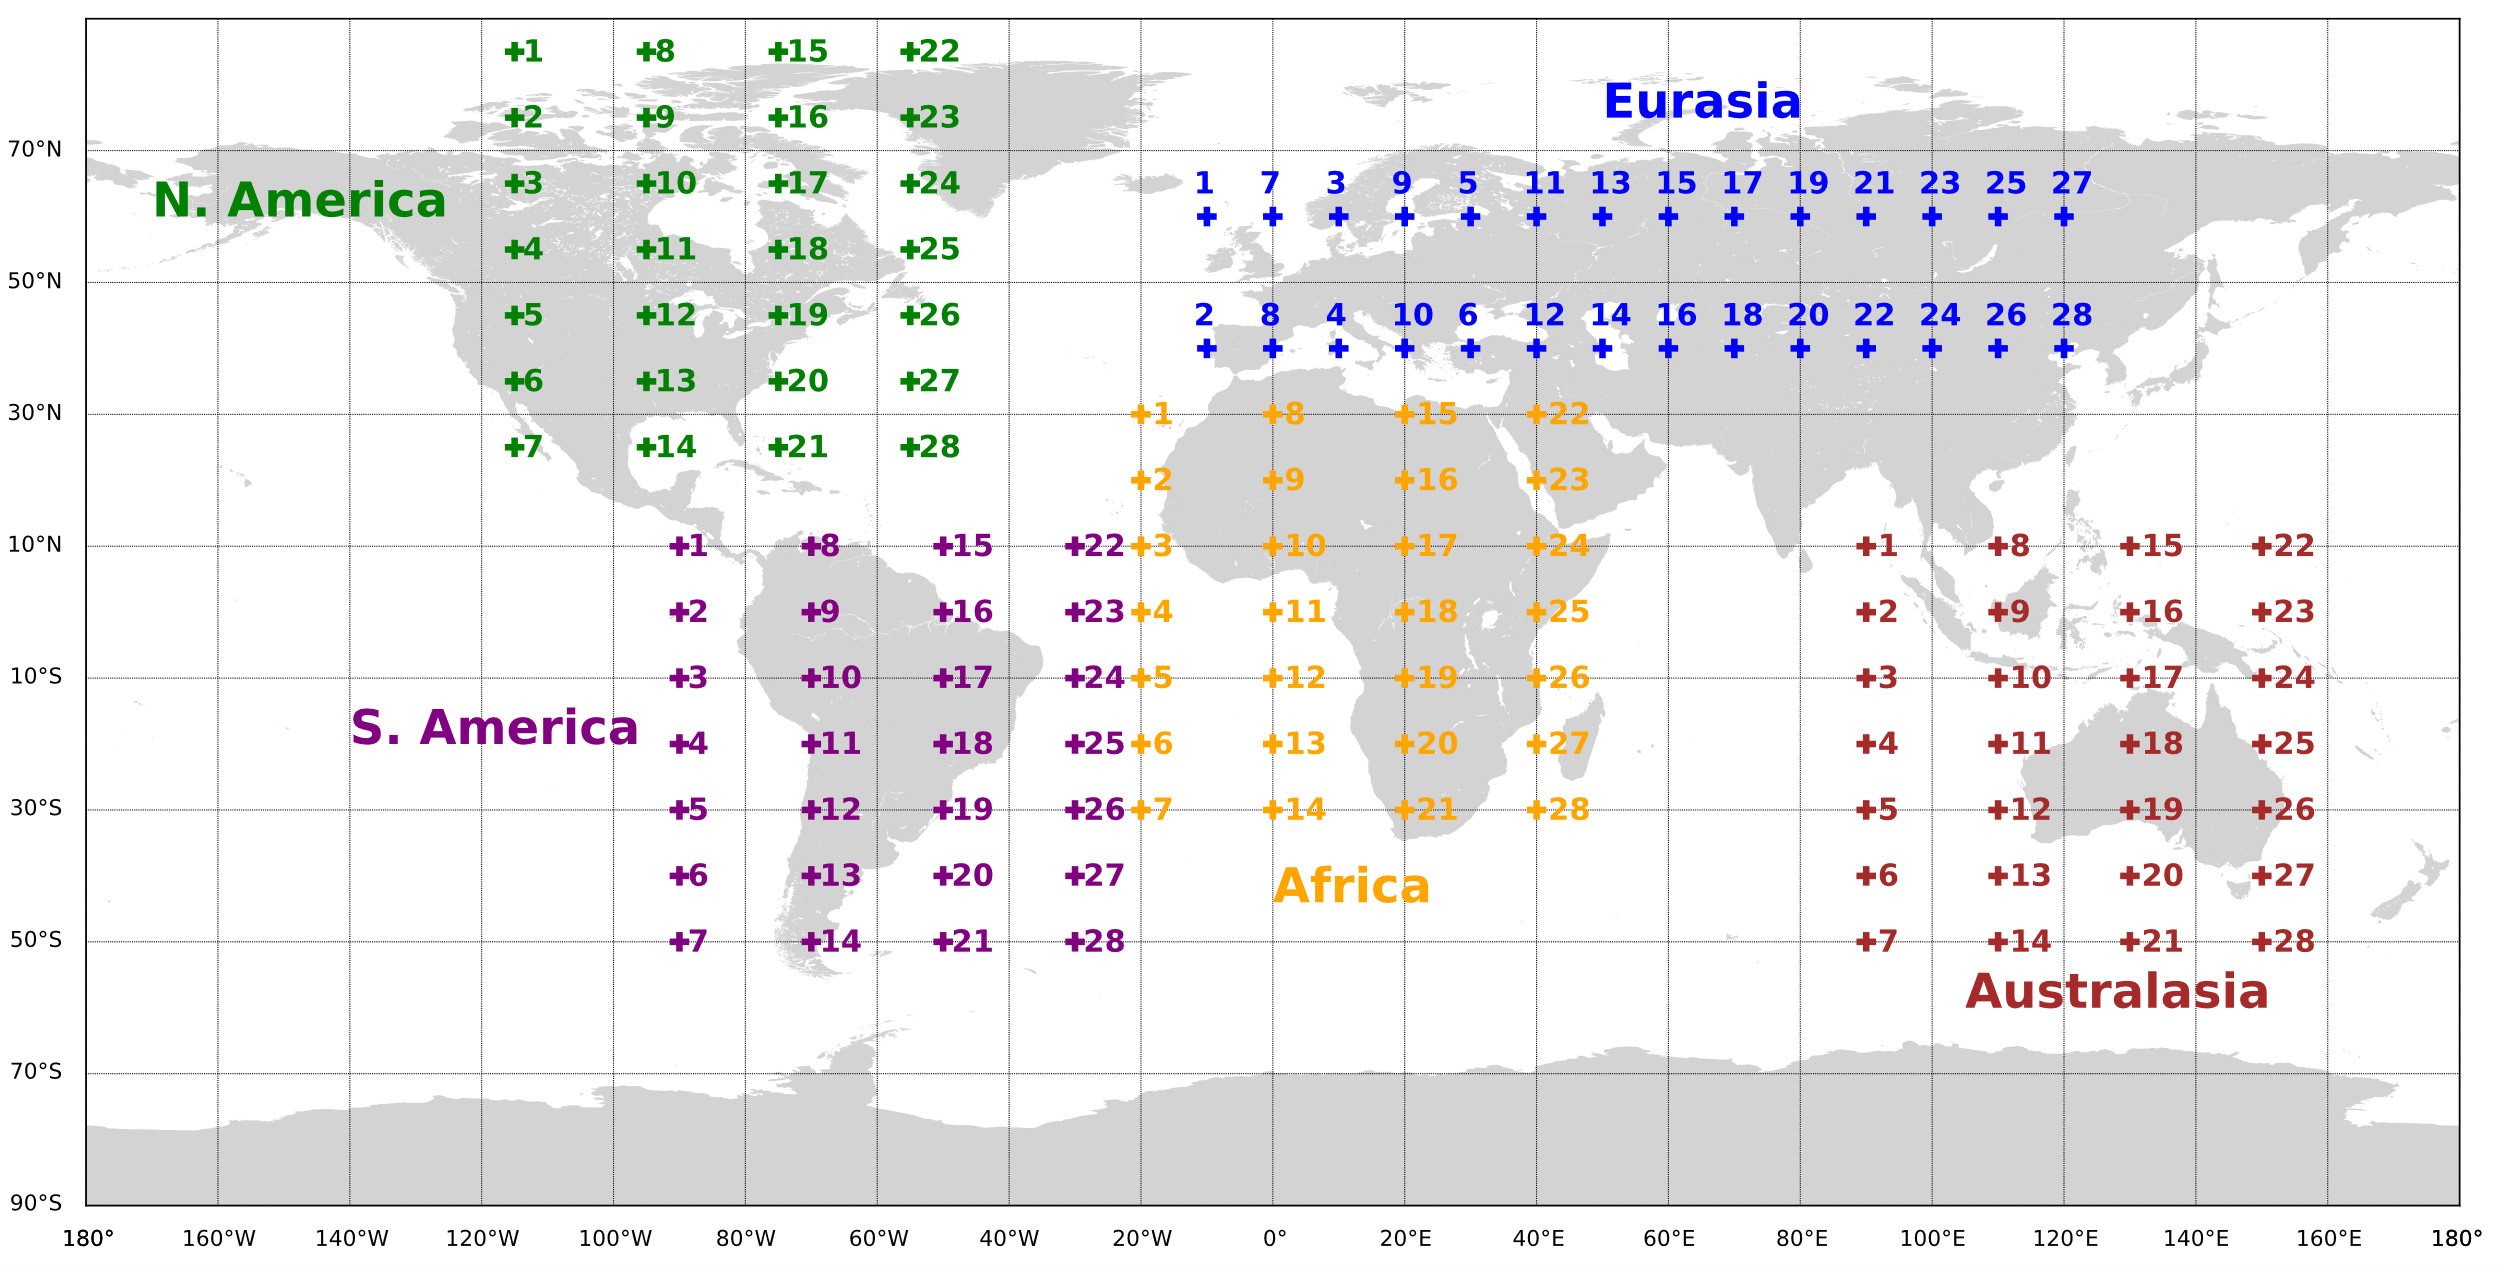 1 8 15 22
Eurasia
2 9 16 23
70°N
N. America
3 10 17 24
1 7 3 9 5 11 13 15 17 19 21 23 25 27
4 11 18 25
50°N
5 12 19 26
2 8 4 10 6 12 14 16 18 20 22 24 26 28
6 13 20 27
30°N
1 8 15 22
7 14 21 28
2 9 16 23
10°N
1 8 15 22 3 10 17 24 1 8 15 22
2 9 16 23 4 11 18 25 2 9 16 23
10°S
3 10 17 24 5 12 19 26 3 10 17 24
S. America
4 11 18 25 6 13 20 27 4 11 18 25
30°S
5 12 19 26 7 14 21 28 5 12 19 26
6 13 20 27
Africa
6 13 20 27
50°S
7 14 21 28 7 14 21 28
Australasia
70°S
90°S
180° 160°W 140°W 120°W 100°W 80°W 60°W 40°W 20°W 0° 20°E 40°E 60°E 80°E 100°E 120°E 140°E 160°E 180°